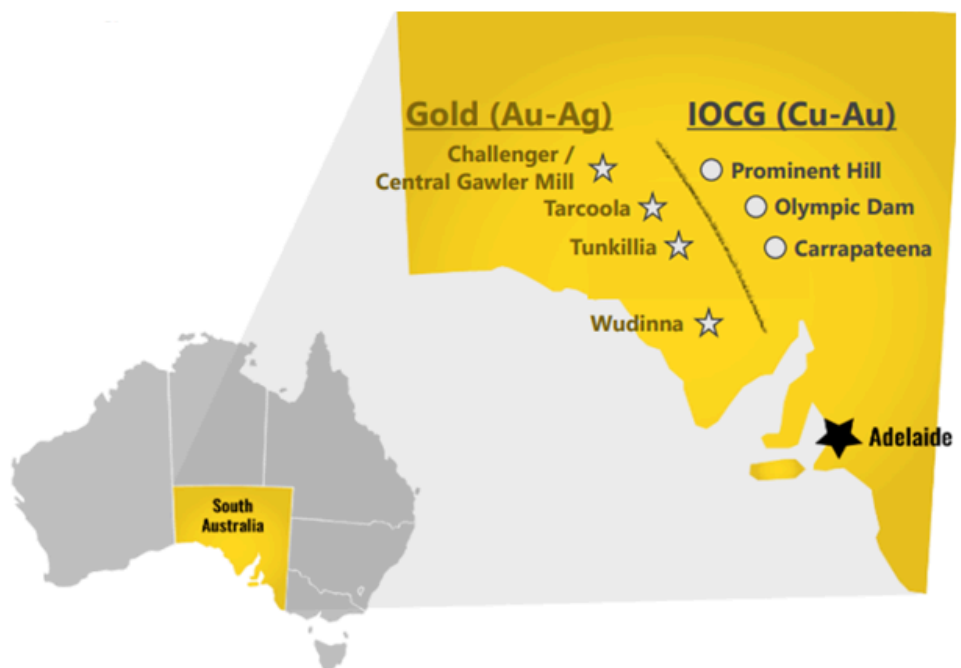 Gold (Au-Ag)
IOCG (Cu-Au)
Challenger /
Central Gawler Mill
Prominent Hill
Tarcoola
Olympic Dam
Tunkillia
Carrapateena
Wudinna
Adelaide
South
Australia